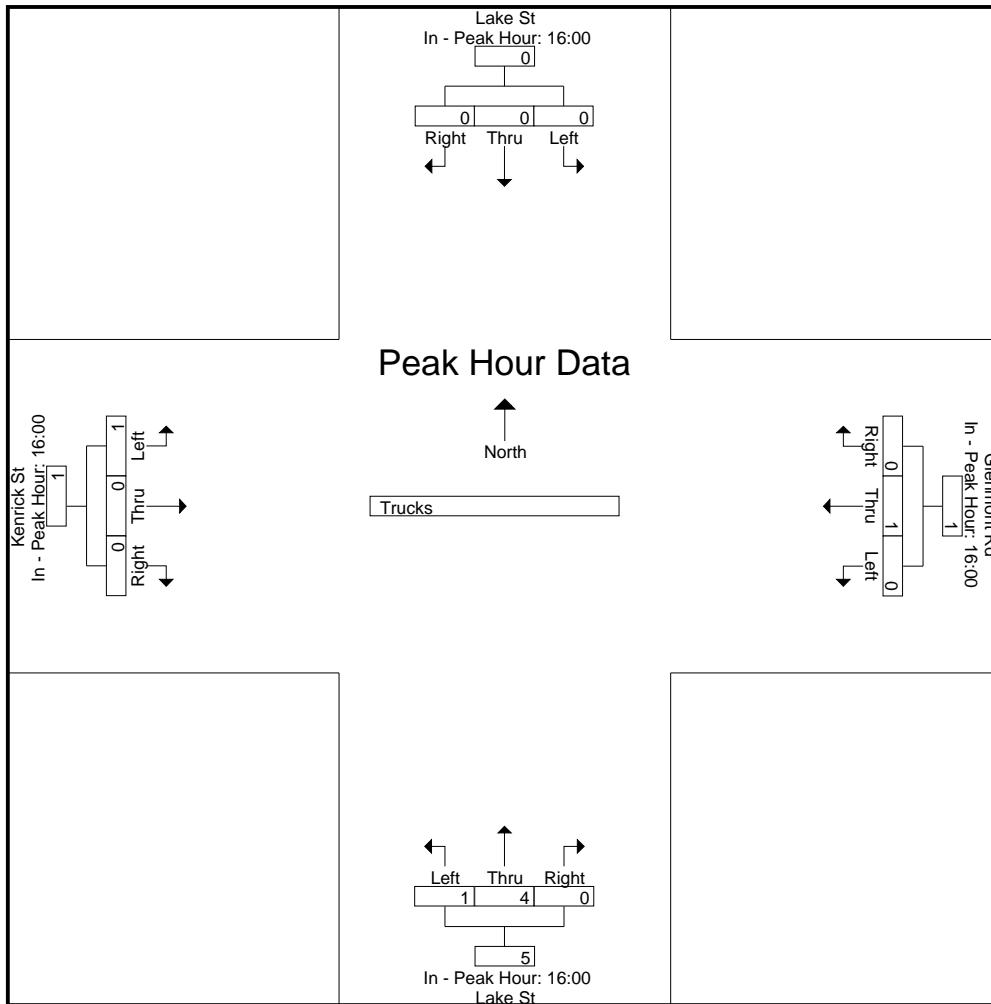 Lake St
In - Peak Hour: 16:00
0
0 0 0
Right Thru Left
Peak Hour Data
North
Trucks
Kenrick St
In - Peak Hour: 16:00
1
1 0 0
Left Thru Right
In - Peak Hour: 16:00
1
0 1 0
Right Thru Left
Left Thru Right
1 4 0
5
In - Peak Hour: 16:00
Lake St